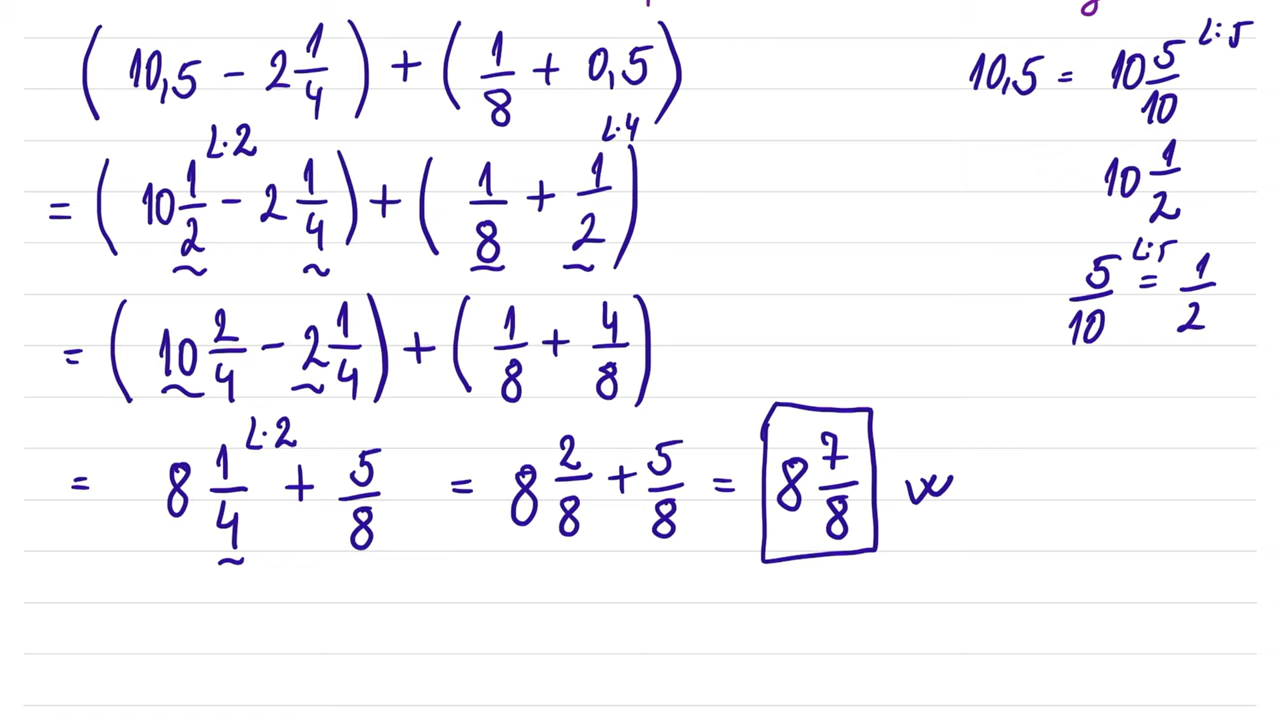 (10,5 - 2 1/4) + (1/8 + 0,5)
= (10 1/2 - 2 1/4) + (1/8 + 1/2)
L·2 L·4
= (10 2/4 - 2 1/4) + (1/8 + 4/8)
= 8 1/4 L·2 + 5/8 = 8 2/8 + 5/8 = 8 7/8
10,5 = 10 5/10 L:5
10 1/2
5/10 L:5 = 1/2